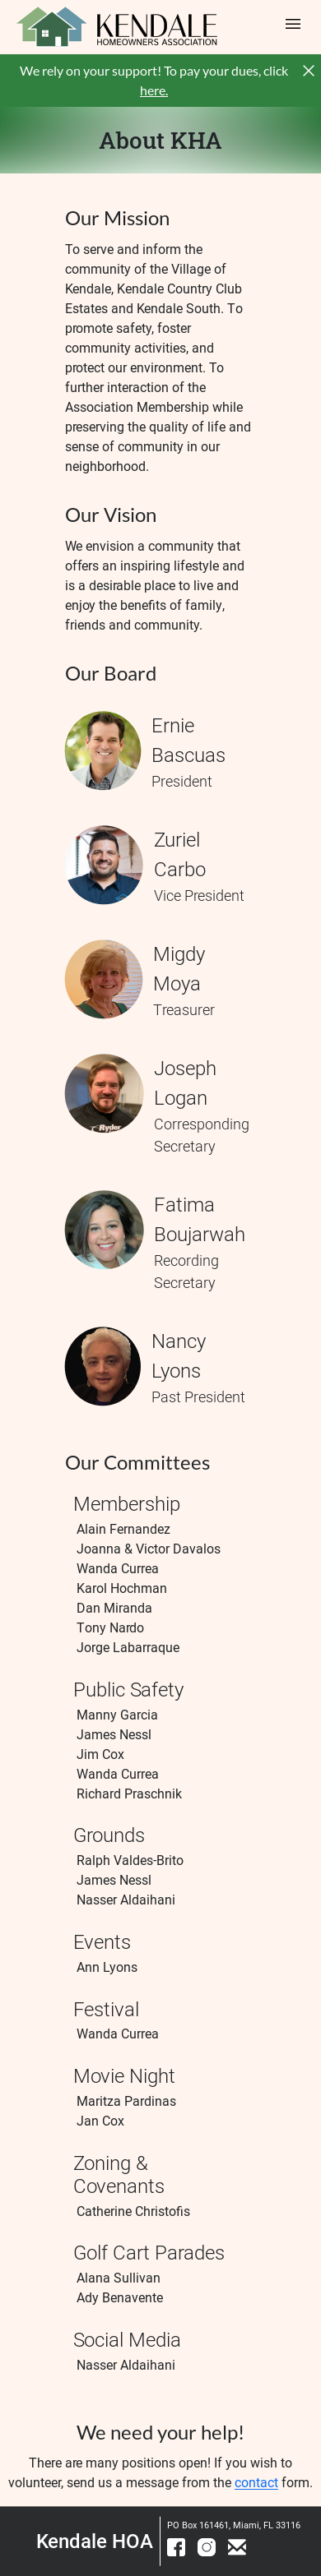 KENDALE
HOMEOWNERS ASSOCIATION
We rely on your support! To pay your dues, click
here.
About KHA
Our Mission
To serve and inform the
community of the Village of
Kendale, Kendale Country Club
Estates and Kendale South. To
promote safety, foster
community activities, and
protect our environment. To
further interaction of the
Association Membership while
preserving the quality of life and
sense of community in our
neighborhood.
Our Vision
We envision a community that
offers an inspiring lifestyle and
is a desirable place to live and
enjoy the benefits of family,
friends and community.
Our Board
Ernie
Bascuas
President
Zuriel
Carbo
Vice President
Migdy
Moya
Treasurer
Joseph
Logan
Corresponding
Secretary
Ryder
Fatima
Boujarwah
Recording
Secretary
Nancy
Lyons
Past President
Our Committees
Membership
Alain Fernandez
Joanna & Victor Davalos
Wanda Currea
Karol Hochman
Dan Miranda
Tony Nardo
Jorge Labarraque
Public Safety
Manny Garcia
James Nessl
Jim Cox
Wanda Currea
Richard Praschnik
Grounds
Ralph Valdes-Brito
James Nessl
Nasser Aldaihani
Events
Ann Lyons
Festival
Wanda Currea
Movie Night
Maritza Pardinas
Jan Cox
Zoning &
Covenants
Catherine Christofis
Golf Cart Parades
Alana Sullivan
Ady Benavente
Social Media
Nasser Aldaihani
We need your help!
There are many positions open! If you wish to
volunteer, send us a message from the contact form.
Kendale HOA
PO Box 161461, Miami, FL 33116